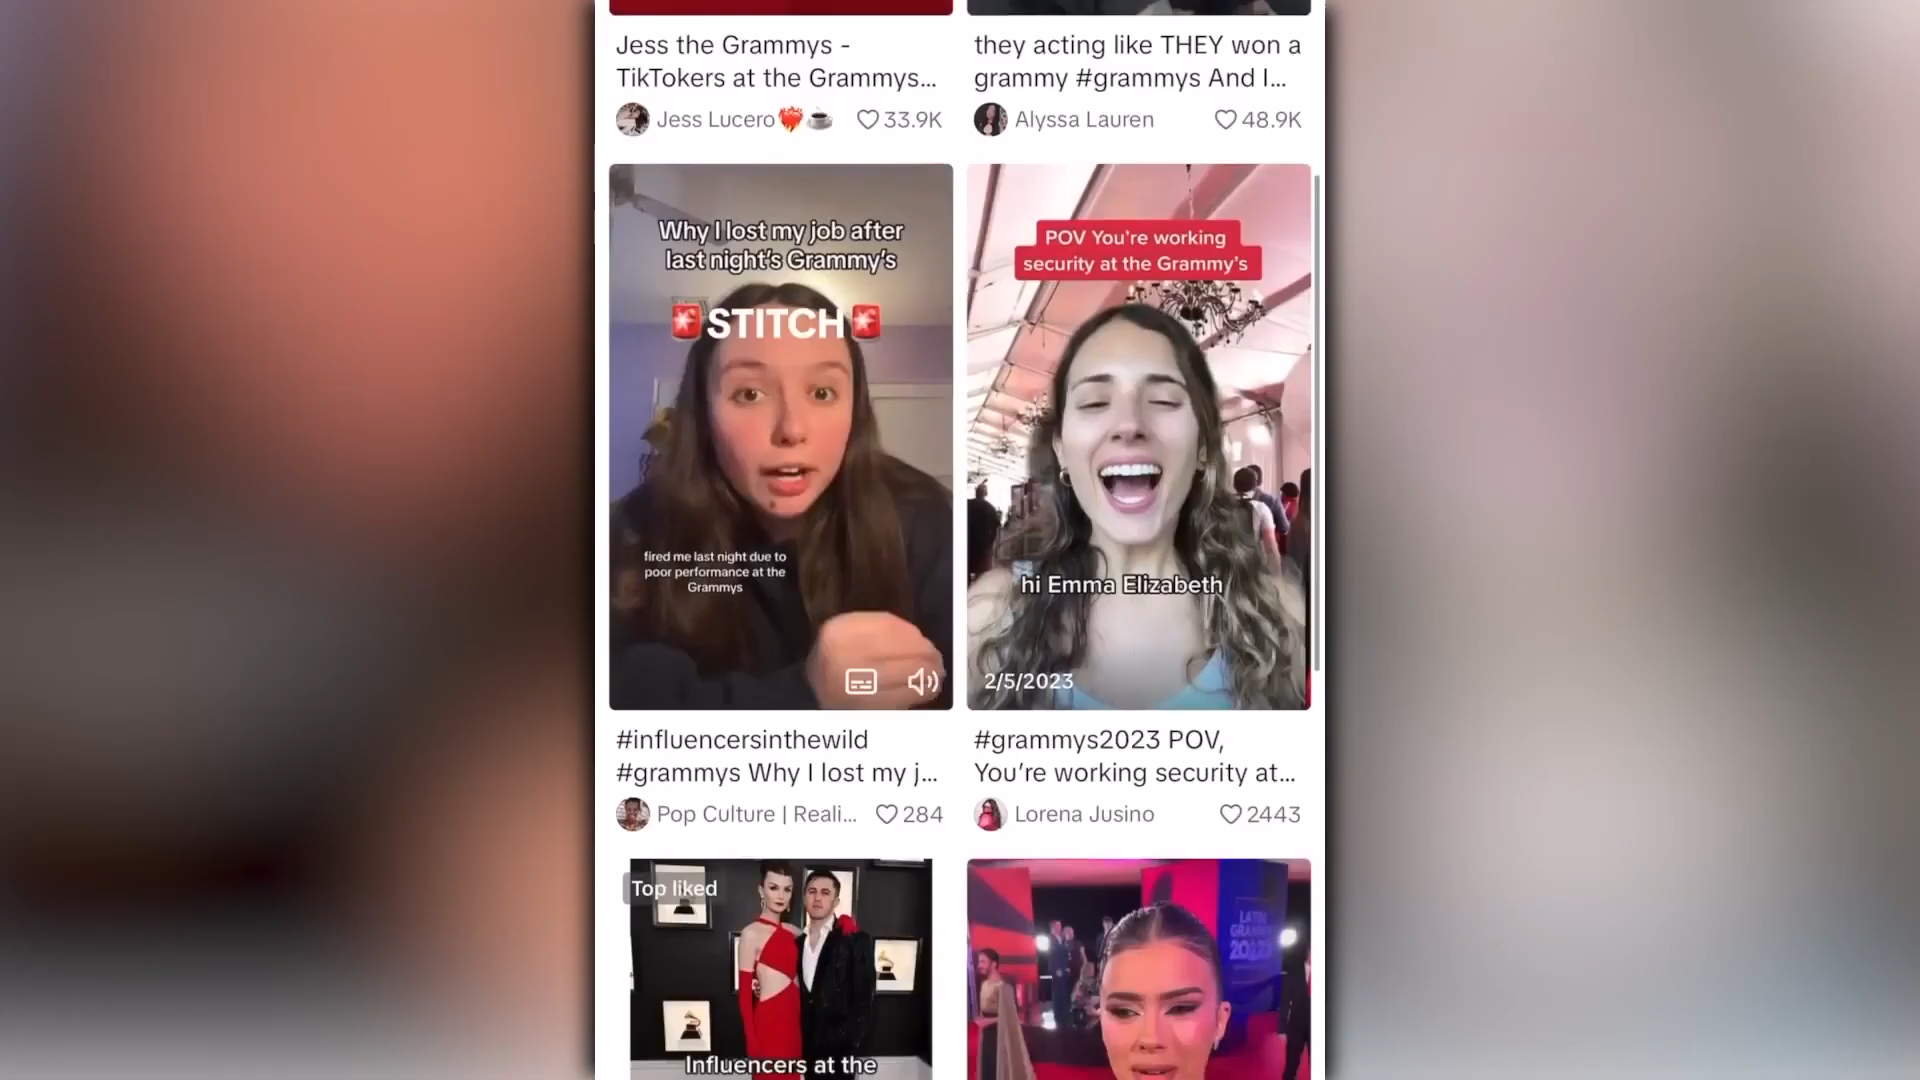 Jess the Grammys -
TikTokers at the Grammys...
Jess Lucero
33.9K
they acting like THEY won a
grammy #grammys And I...
Alyssa Lauren
48.9K
Why I lost my job after
last night's Grammy's
STITCH
fired me last night due to
poor performance at the
Grammys
POV You're working
security at the Grammy's
hi Emma Elizabeth
2/5/2023
#influencersinthewild
#grammys Why I lost my j...
Pop Culture | Reali...
284
#grammys2023 POV,
You're working security at...
Lorena Jusino
2443
Top liked
Influencers at the
LATIN